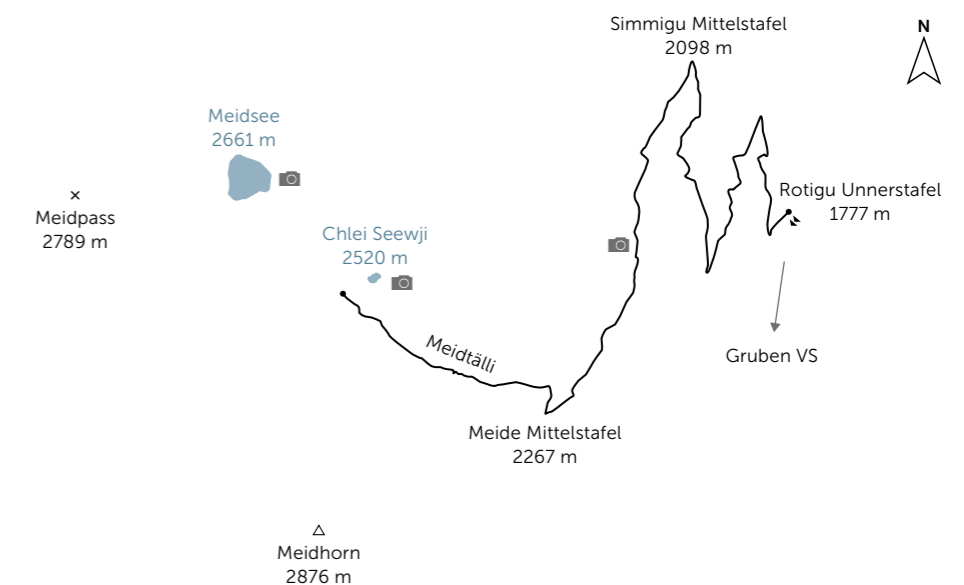 Simmigu Mittelstafel
2098 m
N
Meidsee
2661 m
Rotigu Unnerstafel
1777 m
Meidpass
2789 m
Chlei Seewji
2520 m
Meidtälli
Gruben VS
Meide Mittelstafel
2267 m
Meidhorn
2876 m